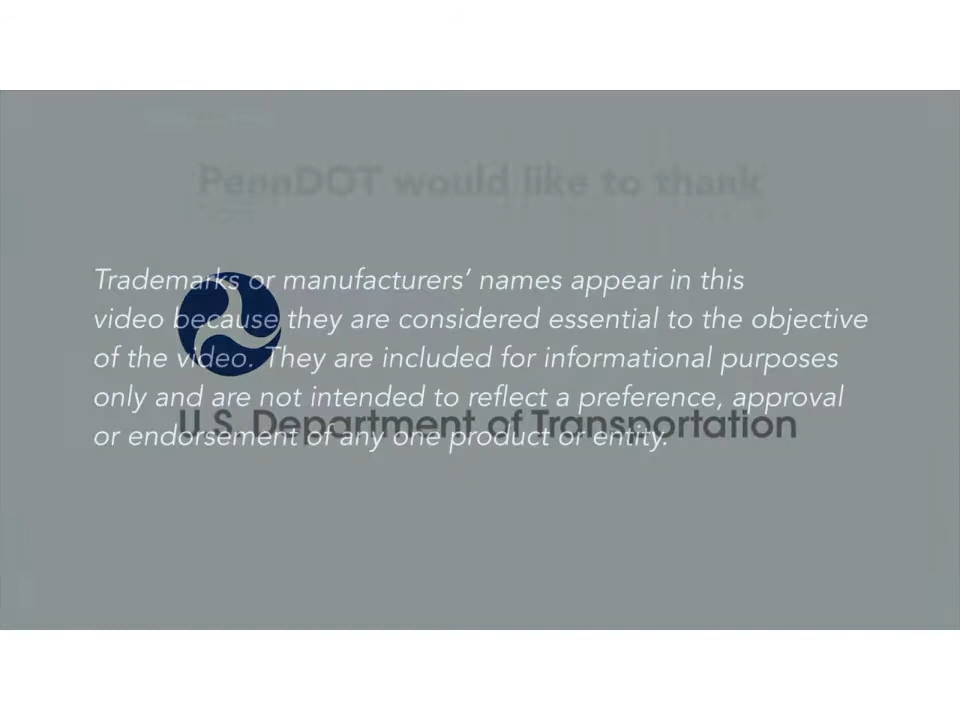 PennDOT would like to thank
Trademarks or manufacturers’ names appear in this
video because they are considered essential to the objective
of the video. They are included for informational purposes
only and are not intended to reflect a preference, approval
U.S. Department of Transportation
or endorsement of any one product or entity.